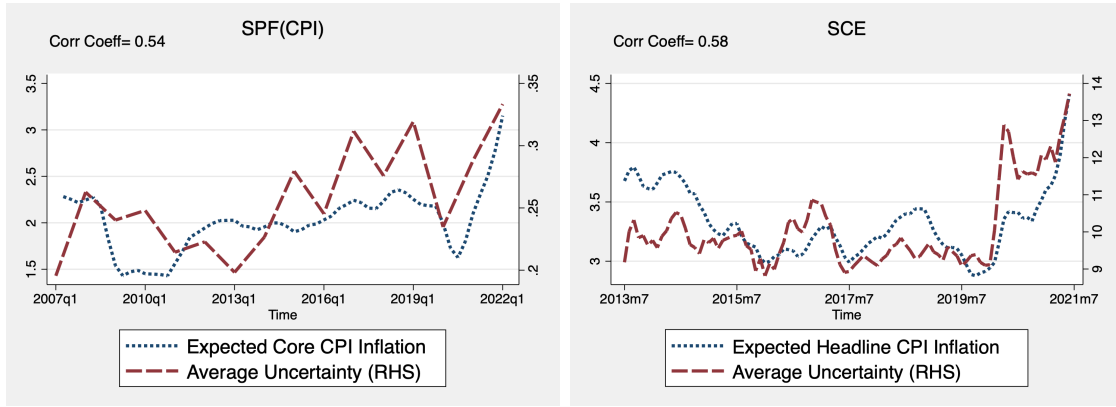 SPF(CPI)
Corr Coeff= 0.54
3.5
3
2.5
2
1.5
.35
.3
.25
.2
2007q1 2010q1 2013q1 2016q1 2019q1 2022q1
Time
Expected Core CPI Inflation
Average Uncertainty (RHS)
SCE
Corr Coeff= 0.58
4.5
4
3.5
3
14
13
12
11
10
9
2013m7 2015m7 2017m7 2019m7 2021m7
Time
Expected Headline CPI Inflation
Average Uncertainty (RHS)